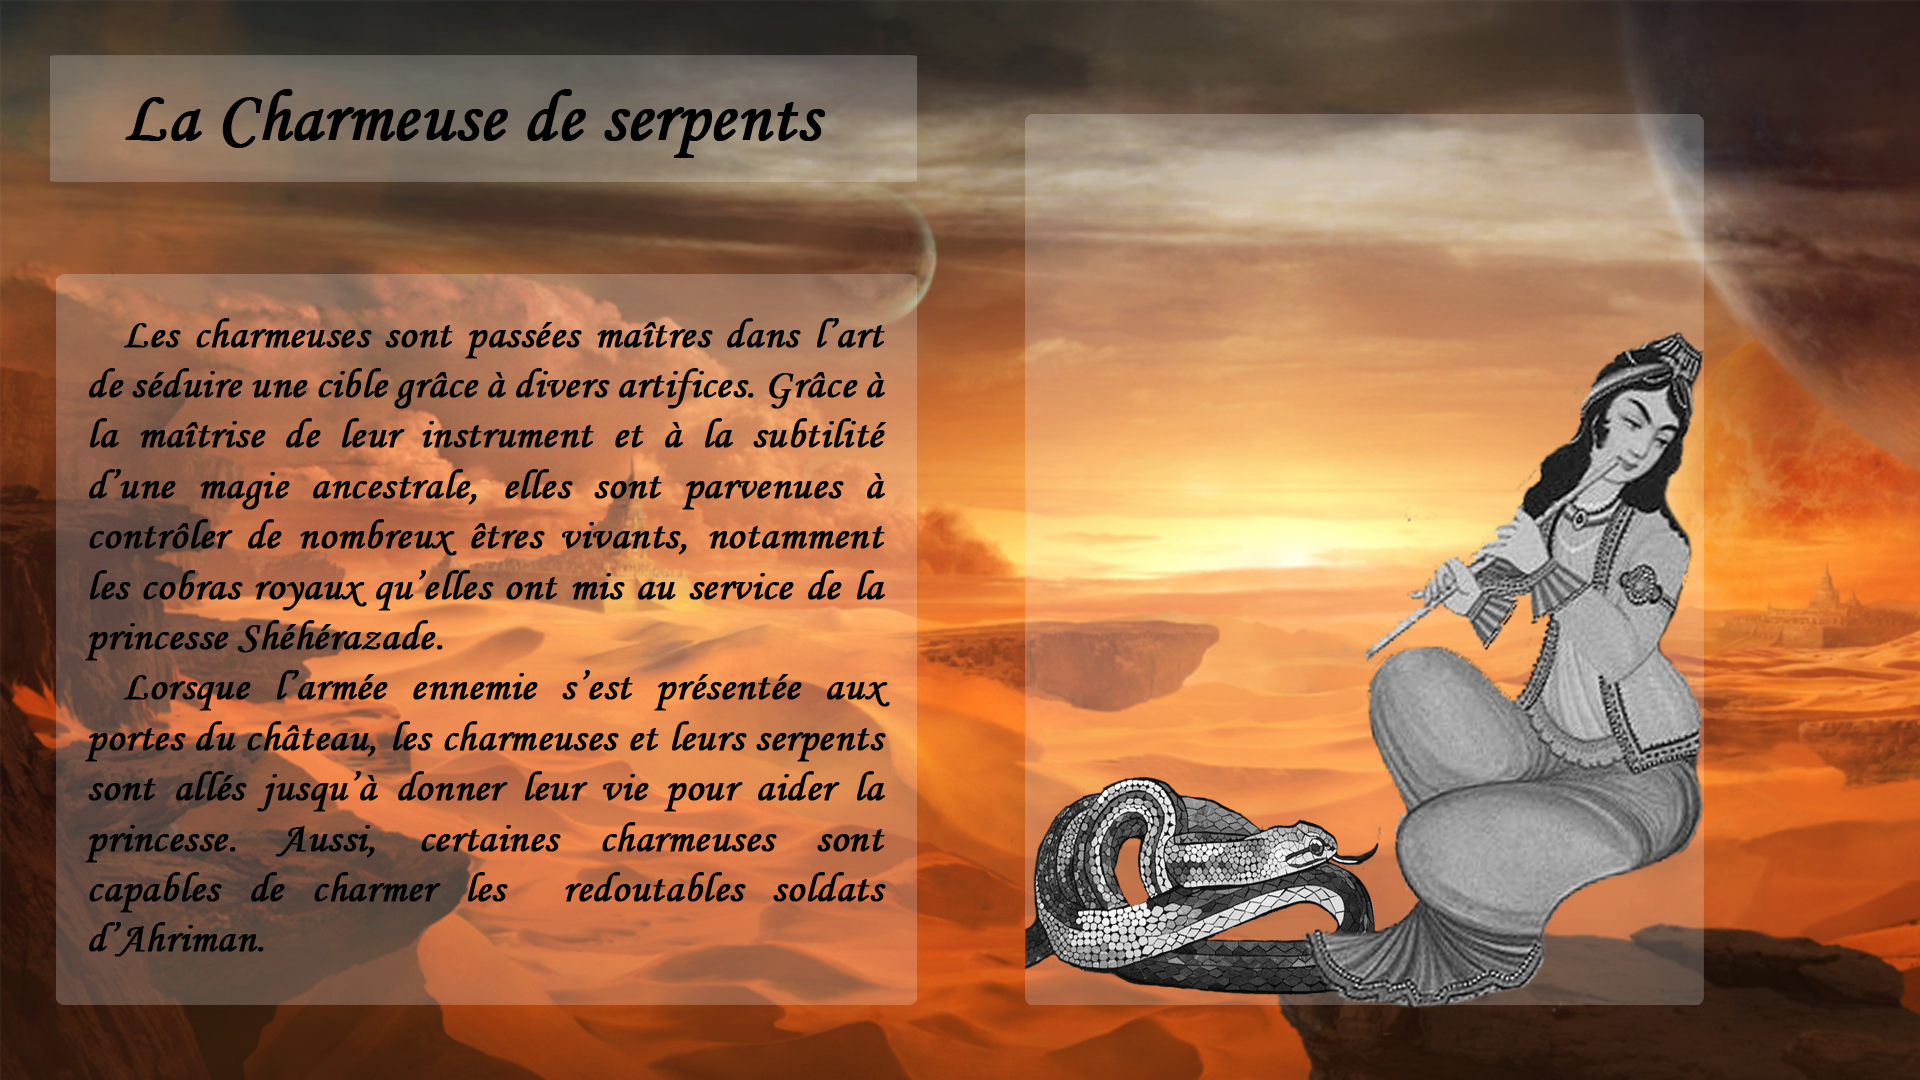 La Charmeuse de serpents
Les charmeuses sont passées maîtres dans l’art
de séduire une cible grâce à divers artifices. Grâce à
la maîtrise de leur instrument et à la subtilité
d’une magie ancestrale, elles sont parvenues à
contrôler de nombreux êtres vivants, notamment
les cobras royaux qu’elles ont mis au service de la
princesse Shéhérazade.
Lorsque l’armée ennemie s’est présentée aux
portes du château, les charmeuses et leurs serpents
sont allés jusqu’à donner leur vie pour aider la
princesse. Aussi, certaines charmeuses sont
capables de charmer les redoutables soldats
d’Ahriman.